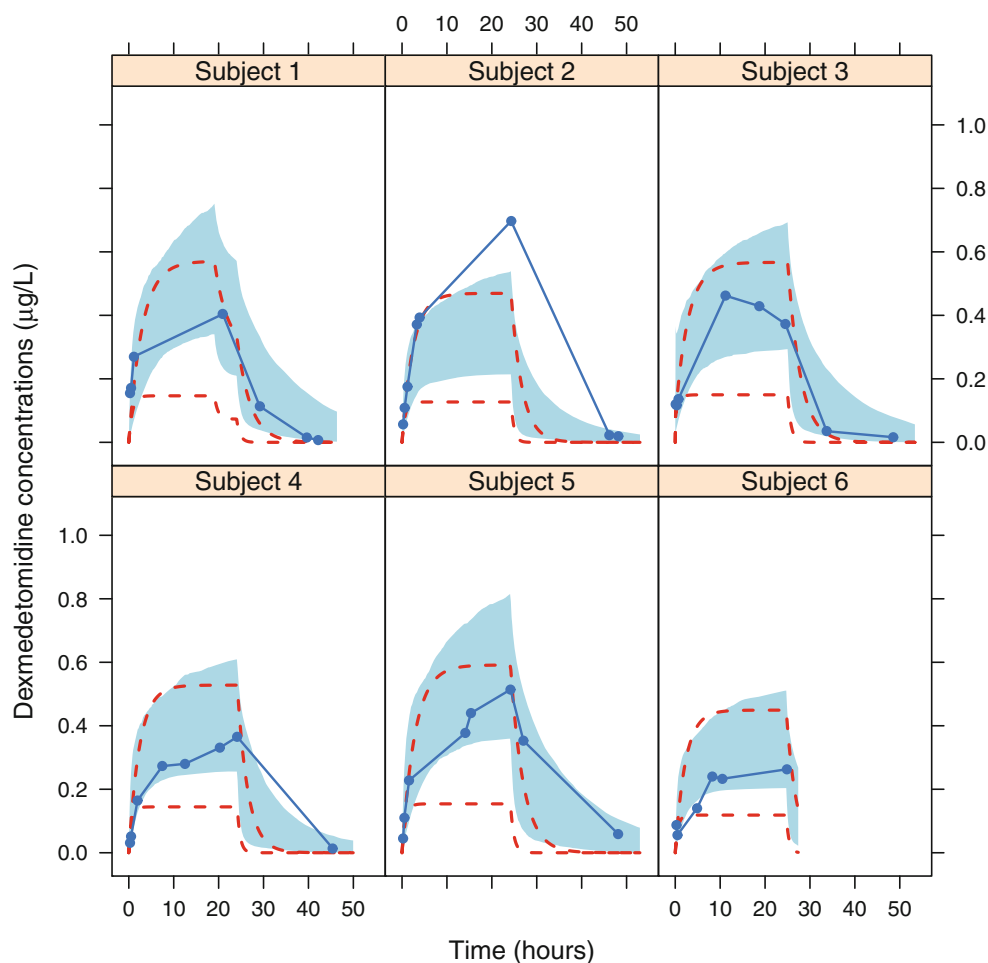 0 10 20 30 40 50
Subject 1 Subject 2 Subject 3
1.0
0.8
0.6
0.4
0.2
0.0
Subject 4 Subject 5 Subject 6
1.0
0.8
0.6
0.4
0.2
0.0
0 10 20 30 40 50 0 10 20 30 40 50
Time (hours)
Dexmedetomidine concentrations (µg/L)